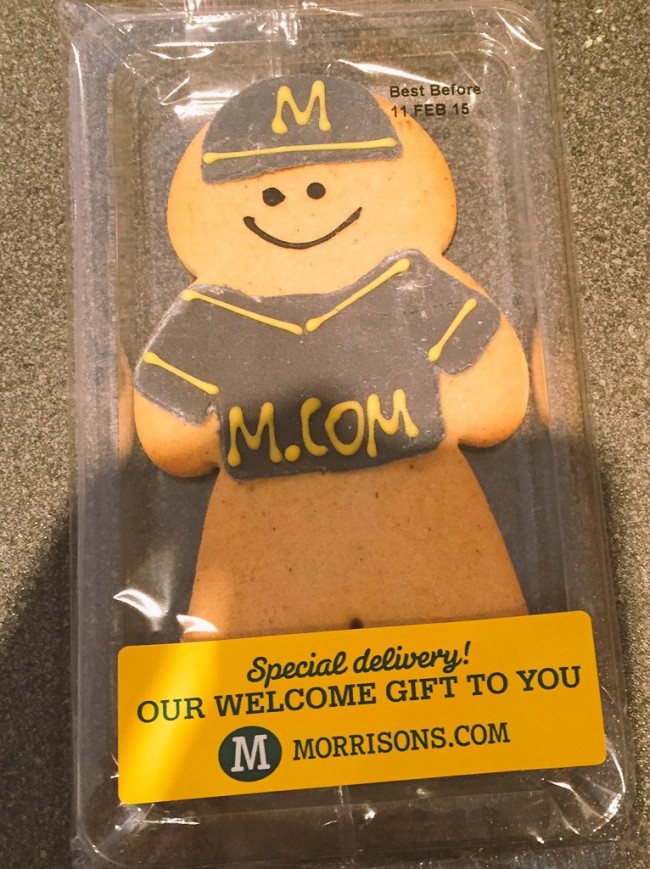 Best Before
11 FEB 15
M
M.COM
Special delivery!
OUR WELCOME GIFT TO YOU
M MORRISONS.COM